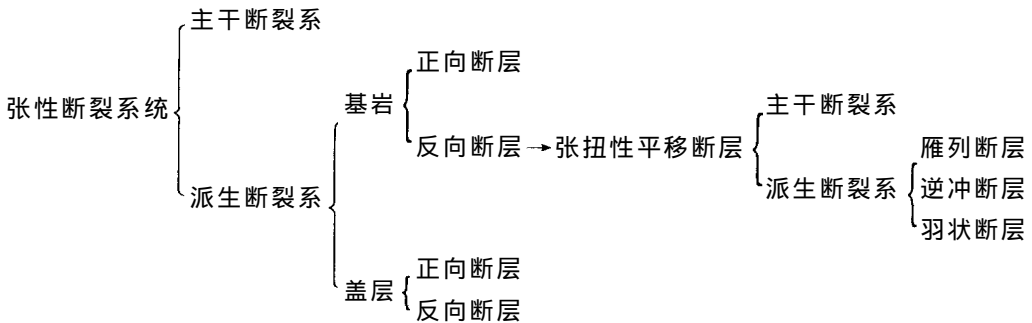 主干断裂系
正向断层
张性断裂系统
基岩
主干断裂系
反向断层→张扭性平移断层
雁列断层
派生断裂系
派生断裂系
逆冲断层
羽状断层
正向断层
盖层
反向断层